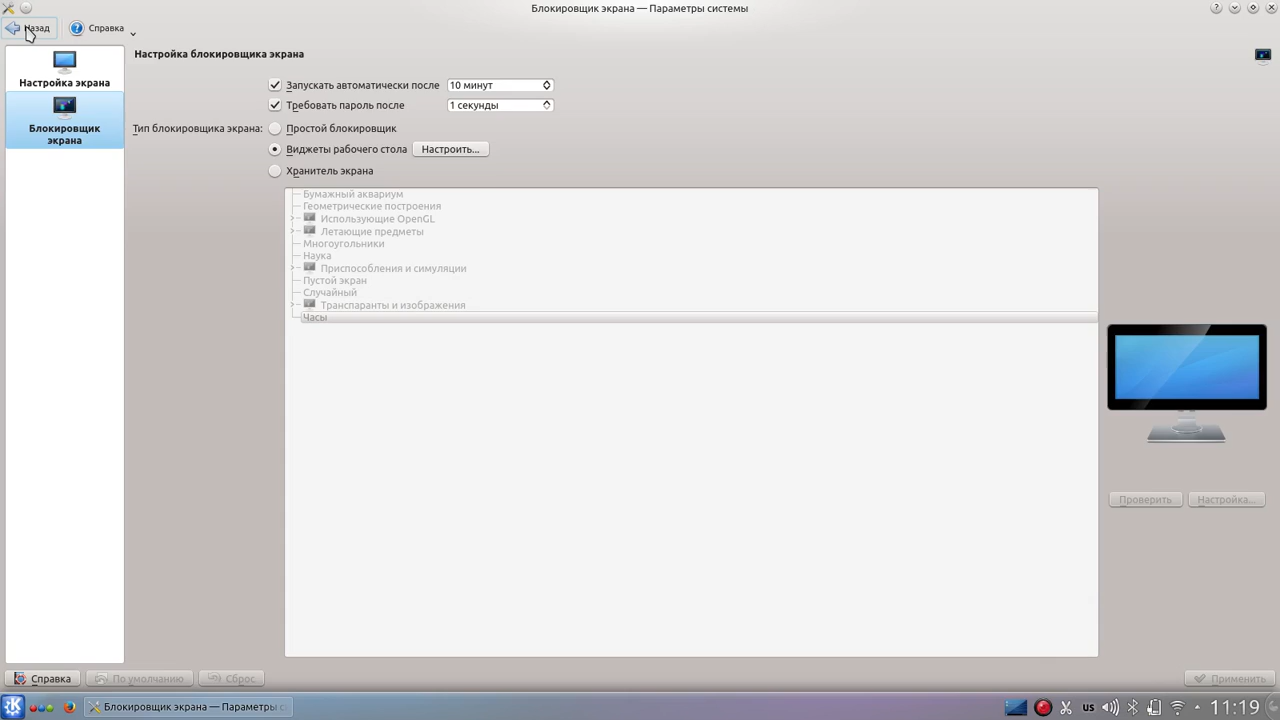 Блокировщик экрана — Параметры системы
Назад
Справка
Настройка экрана
Блокировщик
экрана
Настройка блокировщика экрана
Запускать автоматически после 10 минут
Требовать пароль после 1 секунды
Тип блокировщика экрана: Простой блокировщик
Виджеты рабочего стола Настроить...
Хранитель экрана
Бумажный аквариум
Геометрические построения
Использующие OpenGL
Летающие предметы
Многоугольники
Наука
Приспособления и симуляции
Пустой экран
Случайный
Транспаранты и изображения
Часы
Проверить Настройка...
Справка По умолчанию Сброс Применить
Блокировщик экрана — Параметры с
us 11:19